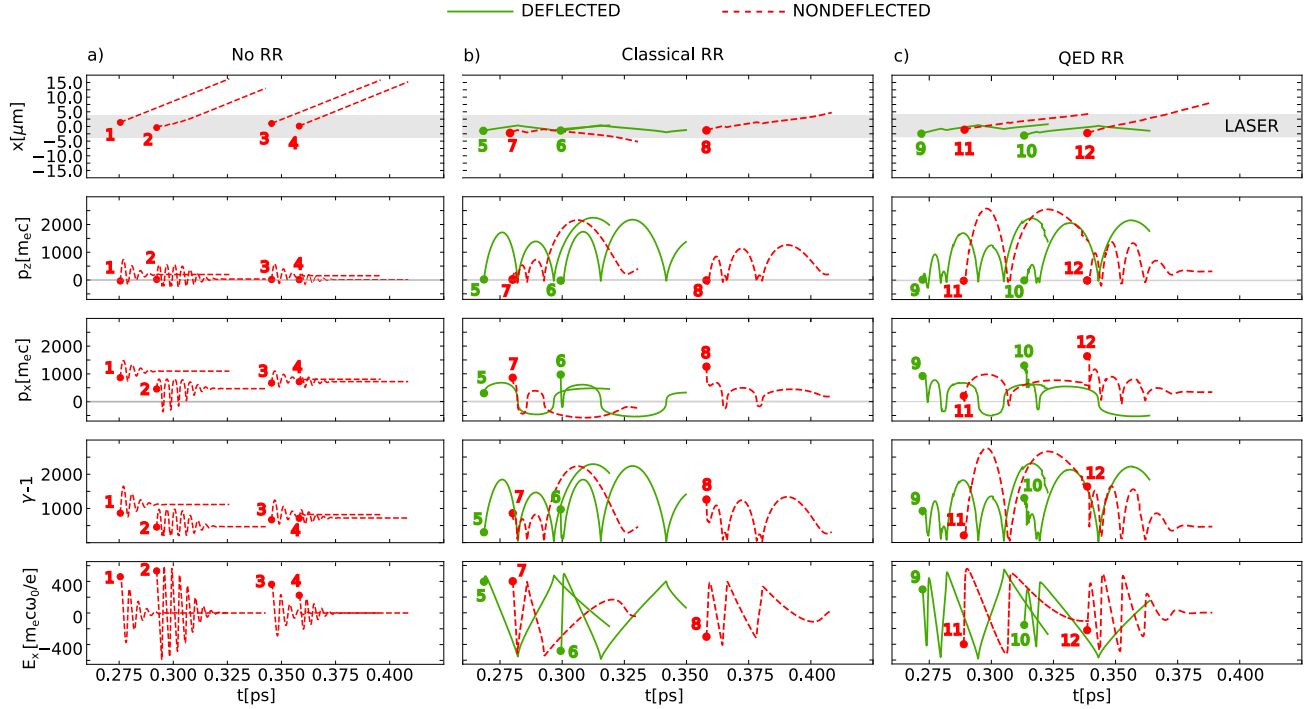 DEFLECTED NONDEFLECTED
a) No RR b) Classical RR c) QED RR
x[μm] 15.0 10.0 5.0 0.0 −5.0 −10.0 −15.0
1 2 3 4 5 7 6 8 9 11 10 12 LASER
p₂[mₑc] 2000 1000 0
1 2 3 4 5 7 6 8 9 11 10 12
pₓ[mₑc] 2000 1000 0
1 2 3 4 5 7 6 8 9 11 10 12
γ-1 2000 1000
1 2 3 4 5 7 6 8 9 11 10 12
Eₓ[mₑcω₀/e] 400 0 −400
1 2 3 4 5 7 6 8 9 11 10 12
0.275 0.300 0.325 0.350 0.375 0.400 0.275 0.300 0.325 0.350 0.375 0.400 0.275 0.300 0.325 0.350 0.375 0.400
t[ps] t[ps] t[ps]